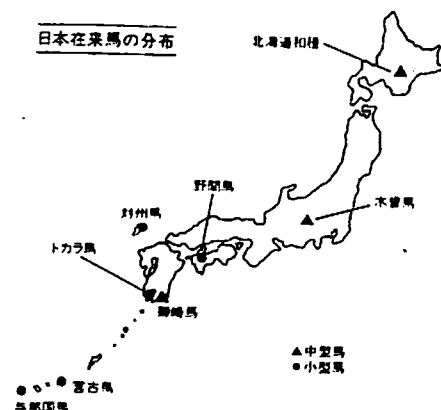 日本在来馬の分布
北海道和種
野間馬
対州馬
木曽馬
トカラ馬
御崎馬
▲中型馬
●小型馬
宮古馬
与那国馬